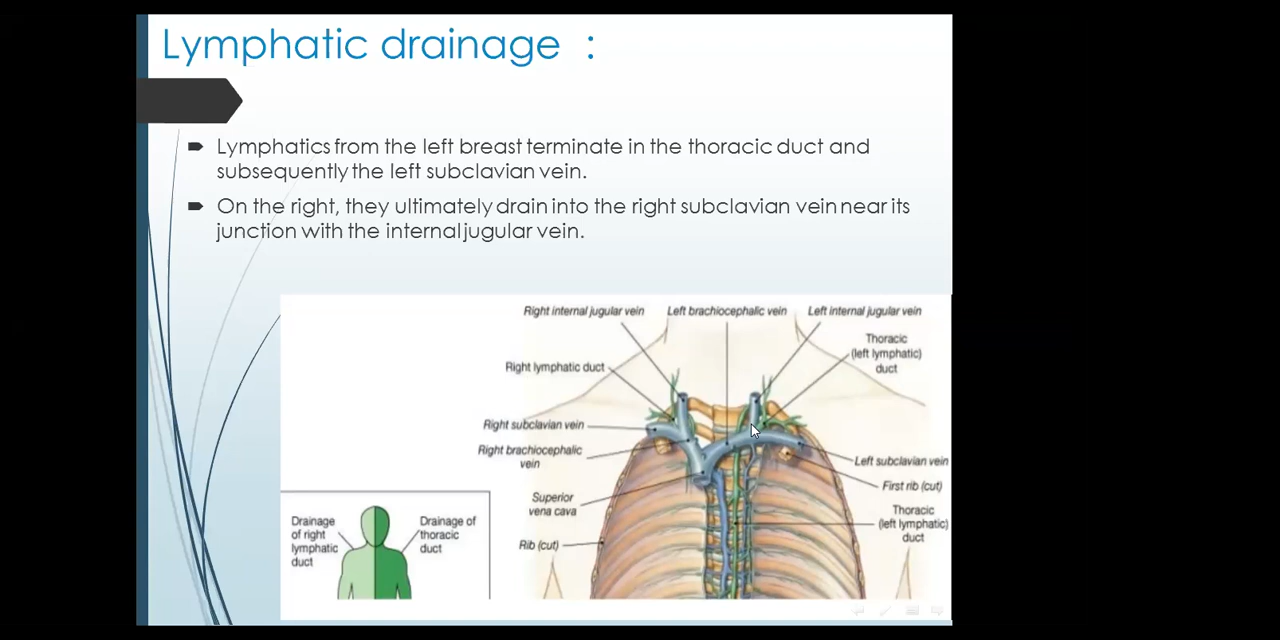 Lymphatic drainage :
Lymphatics from the left breast terminate in the thoracic duct and
subsequently the left subclavian vein.
On the right, they ultimately drain into the right subclavian vein near its
junction with the internal jugular vein.
Right internal jugular vein
Left brachiocephalic vein
Left internal jugular vein
Thoracic
(left lymphatic)
duct
Right lymphatic duct
Right subclavian vein
Right brachiocephalic
vein
Left subclavian vein
First rib (cut)
Superior
vena cava
Thoracic
(left lymphatic)
duct
Rib (cut)
Drainage
of right
lymphatic
duct
Drainage of
thoracic
duct